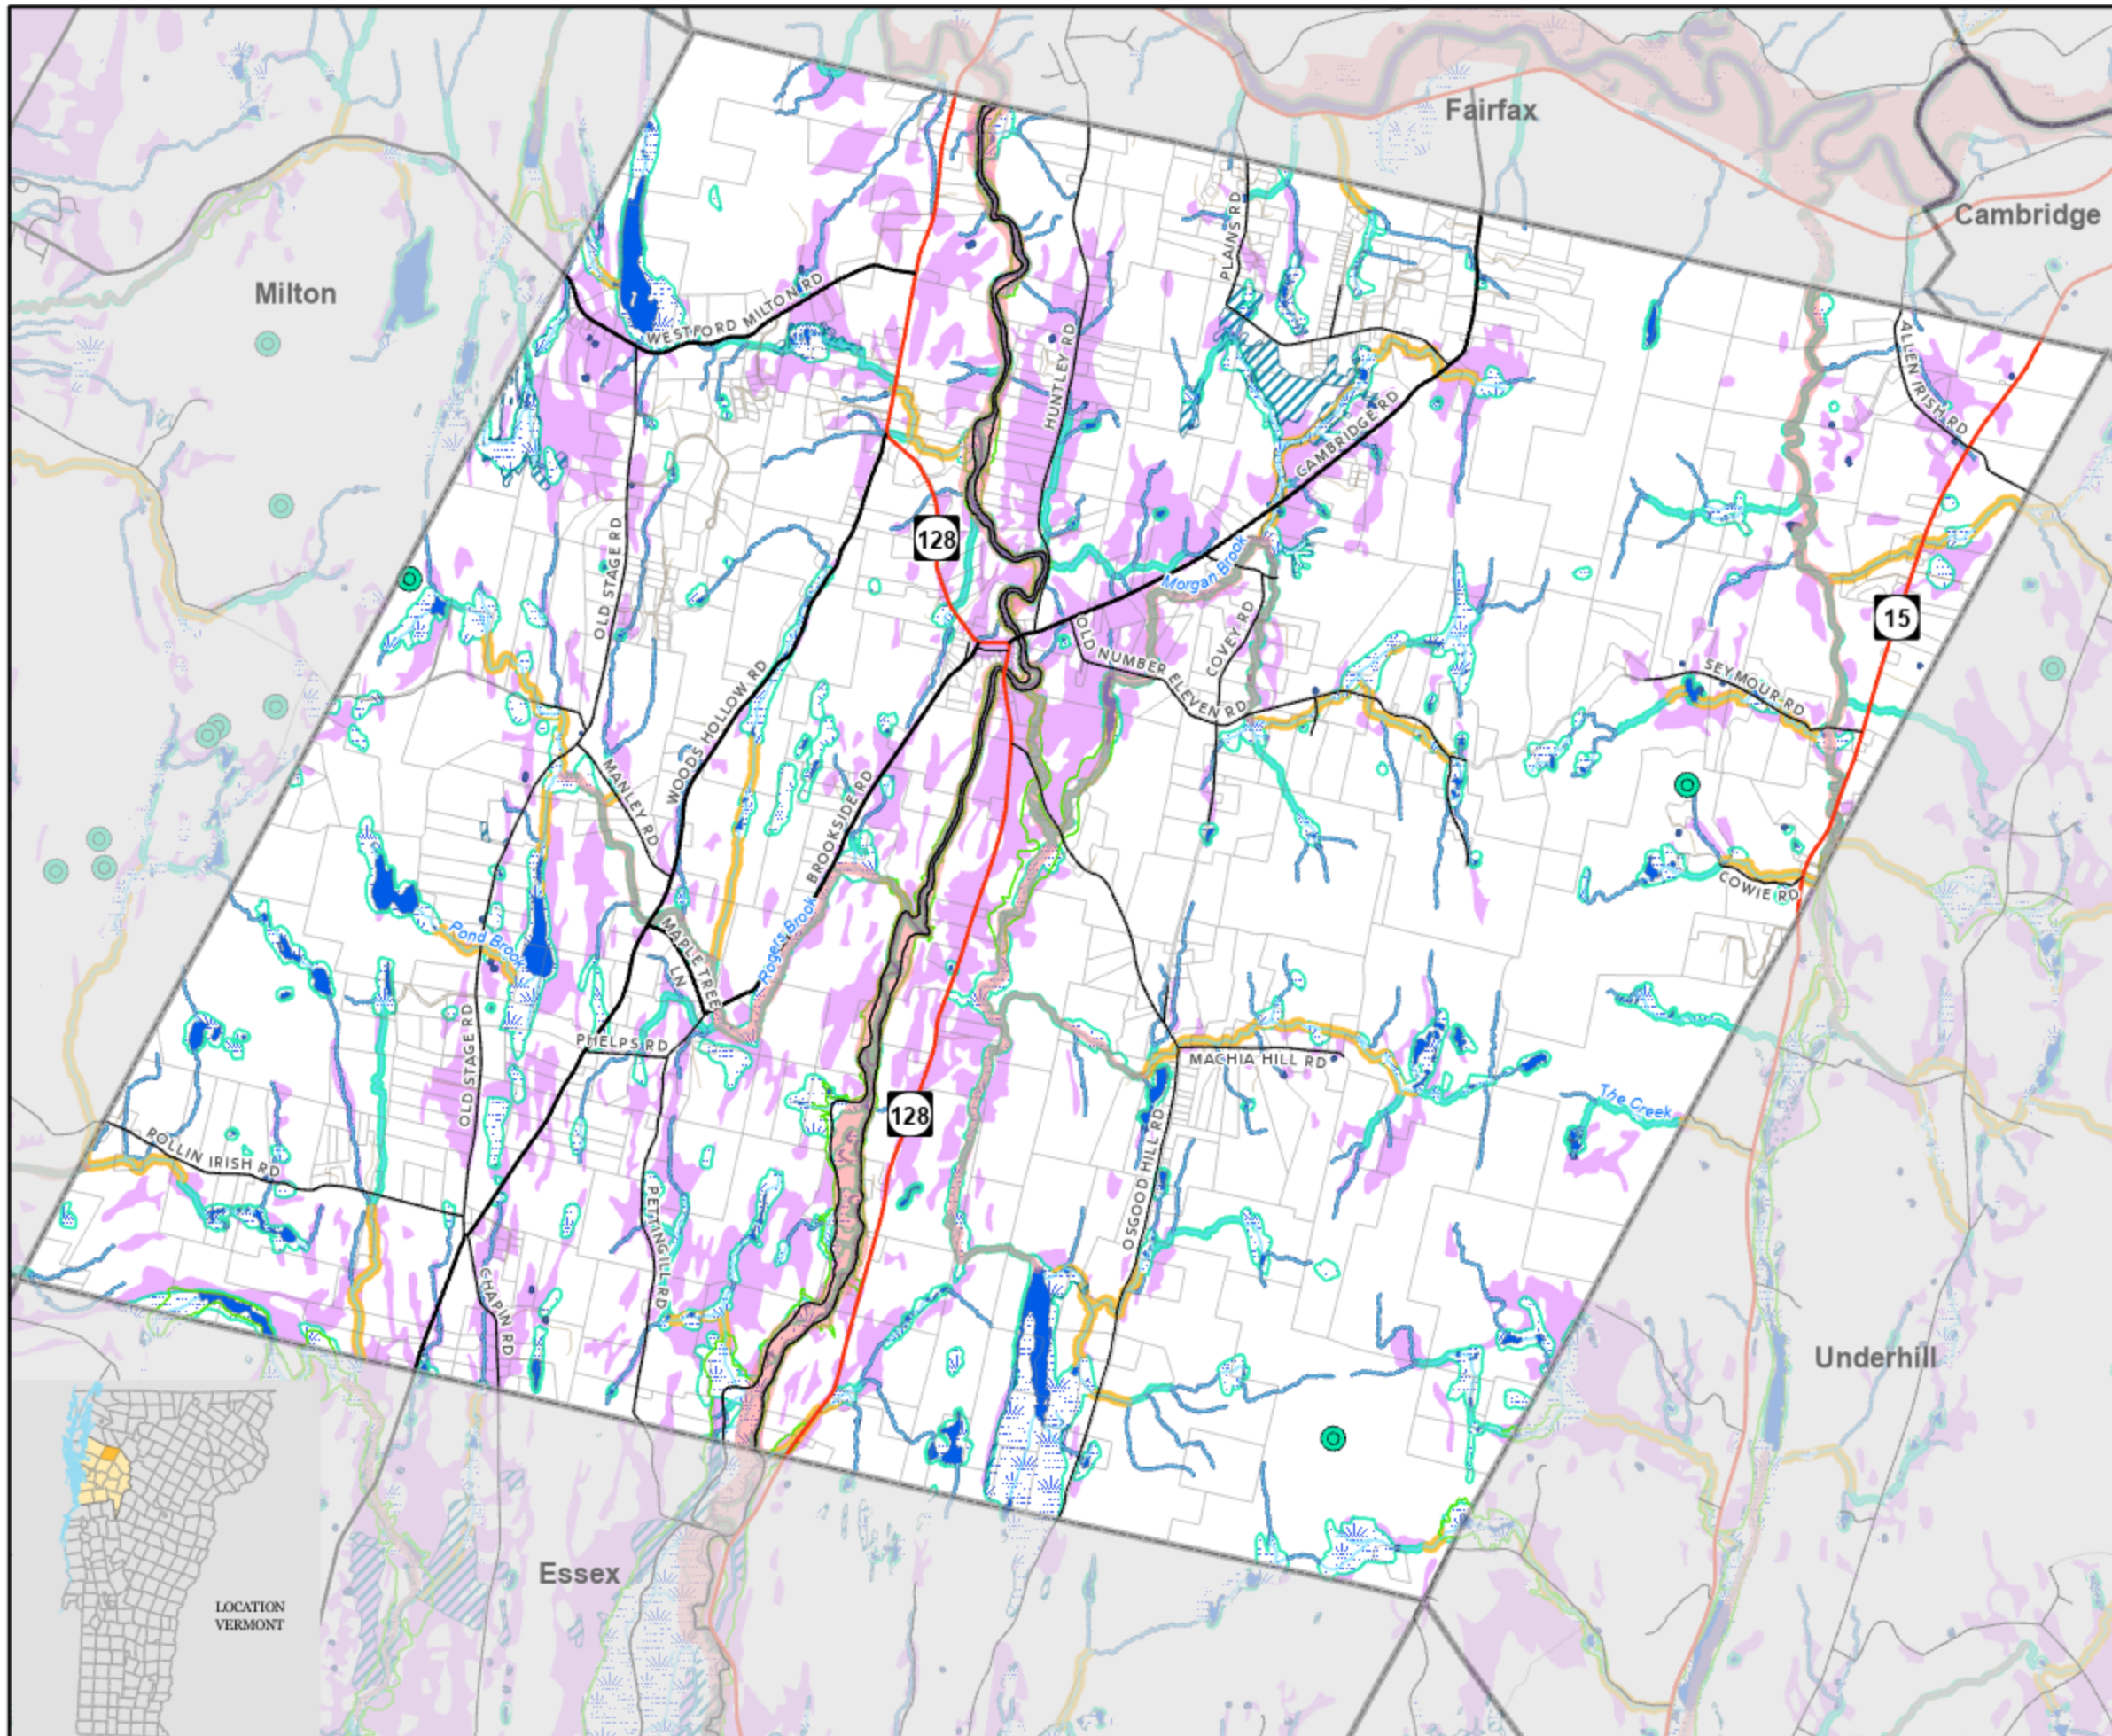 Fairfax
Cambridge
Milton
PLAINS RD
WESTFORD MILTON RD
HUNTLEY RD
ALLEN IRISH RD
CAMBRIDGE RD
128
OLD STAGE RD
Morgan Brook
15
OLD NUMBER ELEVEN RD
COVEY RD
SEYMOUR RD
WOODS HOLLOW RD
MANLEY RD
BROOKSIDE RD
COWIE RD
Pond Brook
MAPLE TREE
LN
Rogers Brook
OLD STAGE RD
PHELPS RD
MACHIA HILL RD
The Creek
128
ROLLIN IRISH RD
OSGOOD HILL RD
PETTINGILL RD
CHAPIN RD
Underhill
Essex
LOCATION
VERMONT